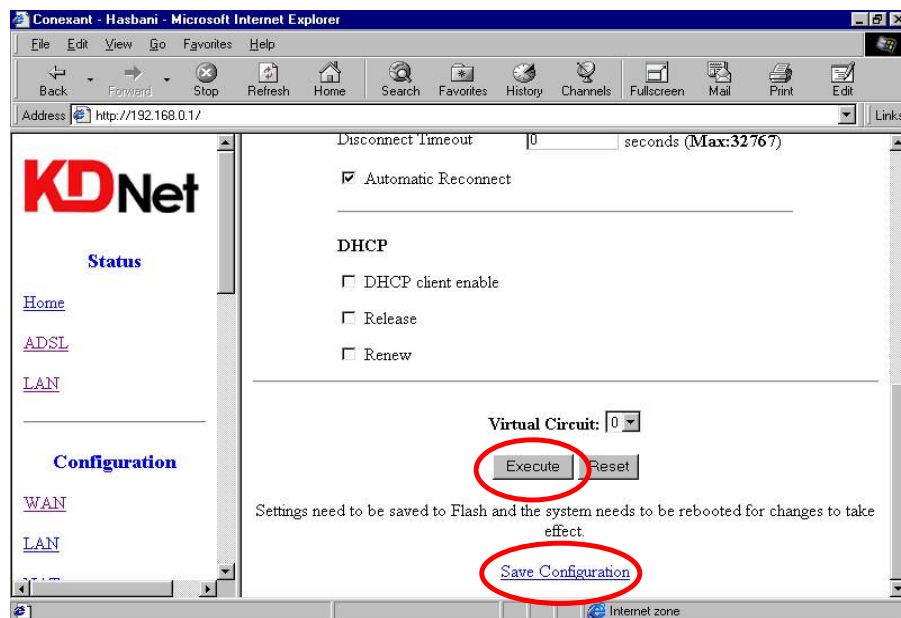 Conexant - Hasbani - Microsoft Internet Explorer
File Edit View Go Favorites Help
Back Forward Stop Refresh Home Search Favorites History Channels Fullscreen Mail Print Edit
Address http://192.168.0.1/ Links
KDNet
Status
Home
ADSL
LAN
Configuration
WAN
LAN
Disconnect Timeout 0 seconds (Max:32767)
Automatic Reconnect
DHCP
DHCP client enable
Release
Renew
Virtual Circuit: 0
Execute Reset
Settings need to be saved to Flash and the system needs to be rebooted for changes to take
effect.
Save Configuration
Internet zone